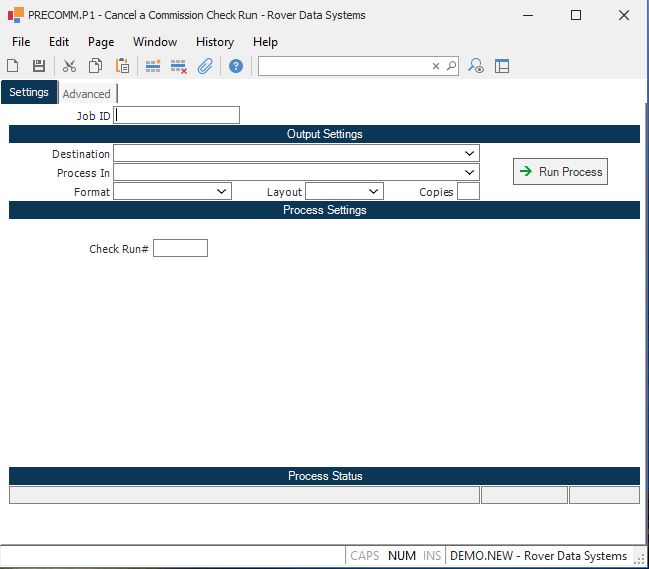 PRECOMM.P1 - Cancel a Commission Check Run - Rover Data Systems
File Edit Page Window History Help
Settings Advanced
Job ID
Output Settings
Destination
Process In
Run Process
Format Layout Copies
Process Settings
Check Run#
Process Status
CAPS NUM INS DEMO.NEW - Rover Data Systems